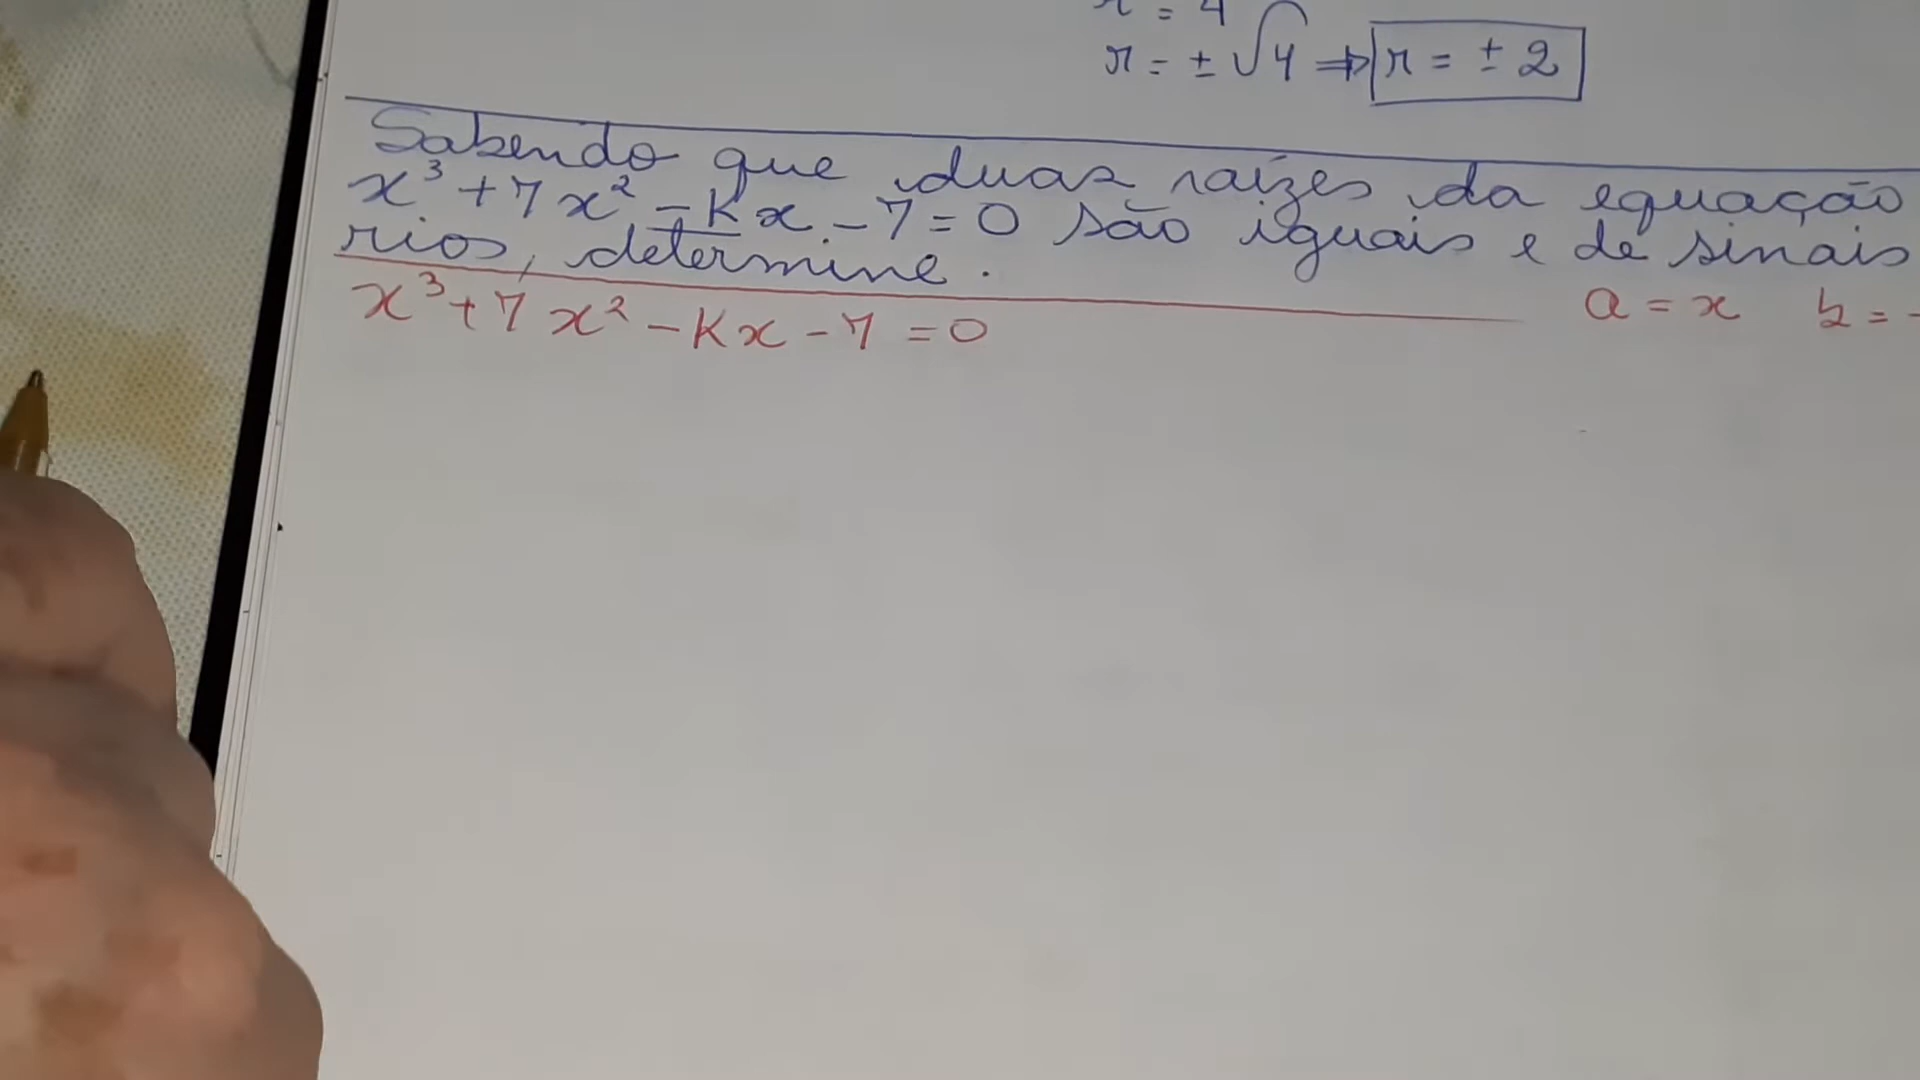 r = 4
r = ± √4 ⇒ r = ± 2
Sabendo que duas raízes da equação
x³ + 7x² - Kx - 7 = 0 são iguais e de sinais
rios, determine.
x³ + 7x² - Kx - 7 = 0
a = x b = -